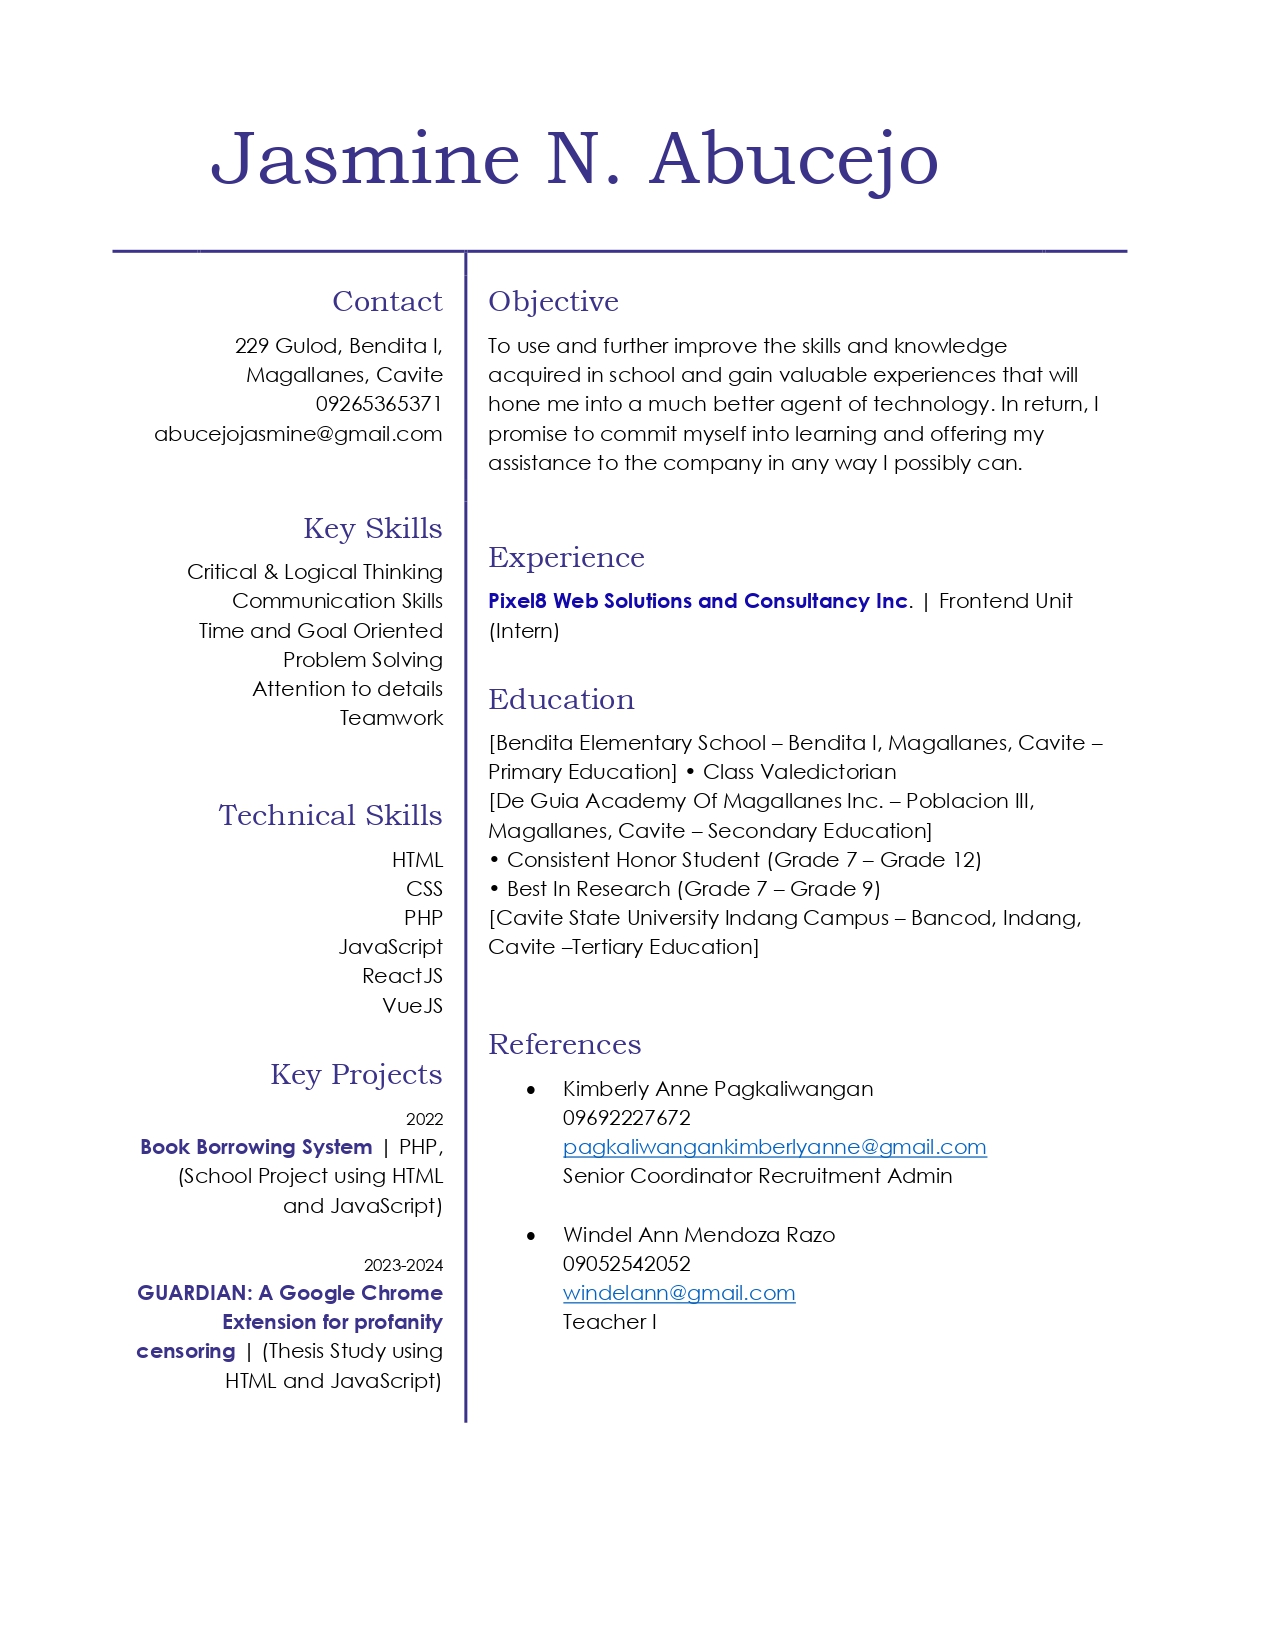 Jasmine N. Abucejo
Contact
229 Gulod, Bendita I,
Magallanes, Cavite
09265365371
abucejojasmine@gmail.com
Key Skills
Critical & Logical Thinking
Communication Skills
Time and Goal Oriented
Problem Solving
Attention to details
Teamwork
Technical Skills
HTML
CSS
PHP
JavaScript
ReactJS
VueJS
Key Projects
2022
Book Borrowing System | PHP,
(School Project using HTML
and JavaScript)
2023-2024
GUARDIAN: A Google Chrome
Extension for profanity
censoring | (Thesis Study using
HTML and JavaScript)
Objective
To use and further improve the skills and knowledge
acquired in school and gain valuable experiences that will
hone me into a much better agent of technology. In return, I
promise to commit myself into learning and offering my
assistance to the company in any way I possibly can.
Experience
Pixel8 Web Solutions and Consultancy Inc. | Frontend Unit
(Intern)
Education
[Bendita Elementary School – Bendita I, Magallanes, Cavite –
Primary Education] • Class Valedictorian
[De Guia Academy Of Magallanes Inc. – Poblacion III,
Magallanes, Cavite – Secondary Education]
• Consistent Honor Student (Grade 7 – Grade 12)
• Best In Research (Grade 7 – Grade 9)
[Cavite State University Indang Campus – Bancod, Indang,
Cavite –Tertiary Education]
References
• Kimberly Anne Pagkaliwangan
09692227672
pagkaliwangankimberlyanne@gmail.com
Senior Coordinator Recruitment Admin
• Windel Ann Mendoza Razo
09052542052
windelann@gmail.com
Teacher I